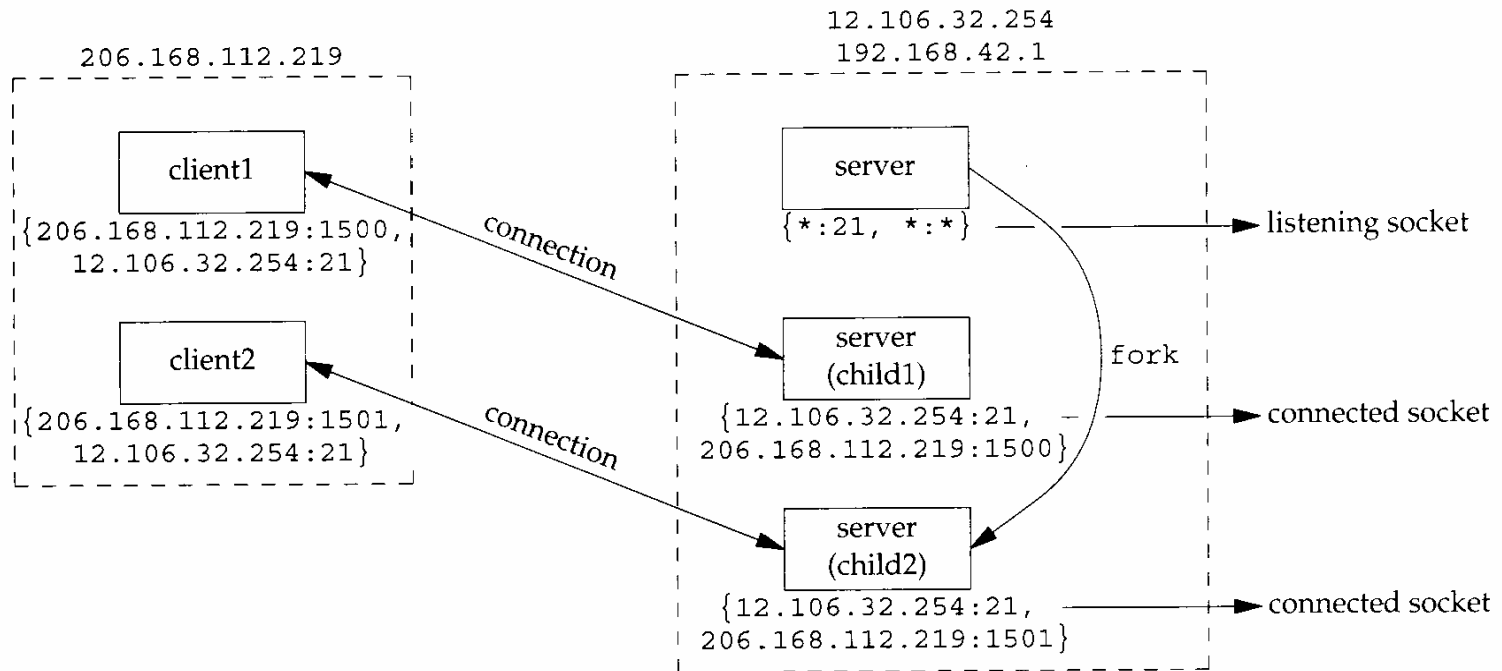 12.106.32.254
192.168.42.1
206.168.112.219
client1
{206.168.112.219:1500,
12.106.32.254:21}
client2
{206.168.112.219:1501,
12.106.32.254:21}
connection
connection
server
{*:21, *:*}
listening socket
fork
server
(child1)
{12.106.32.254:21,
206.168.112.219:1500}
connected socket
server
(child2)
{12.106.32.254:21,
206.168.112.219:1501}
connected socket